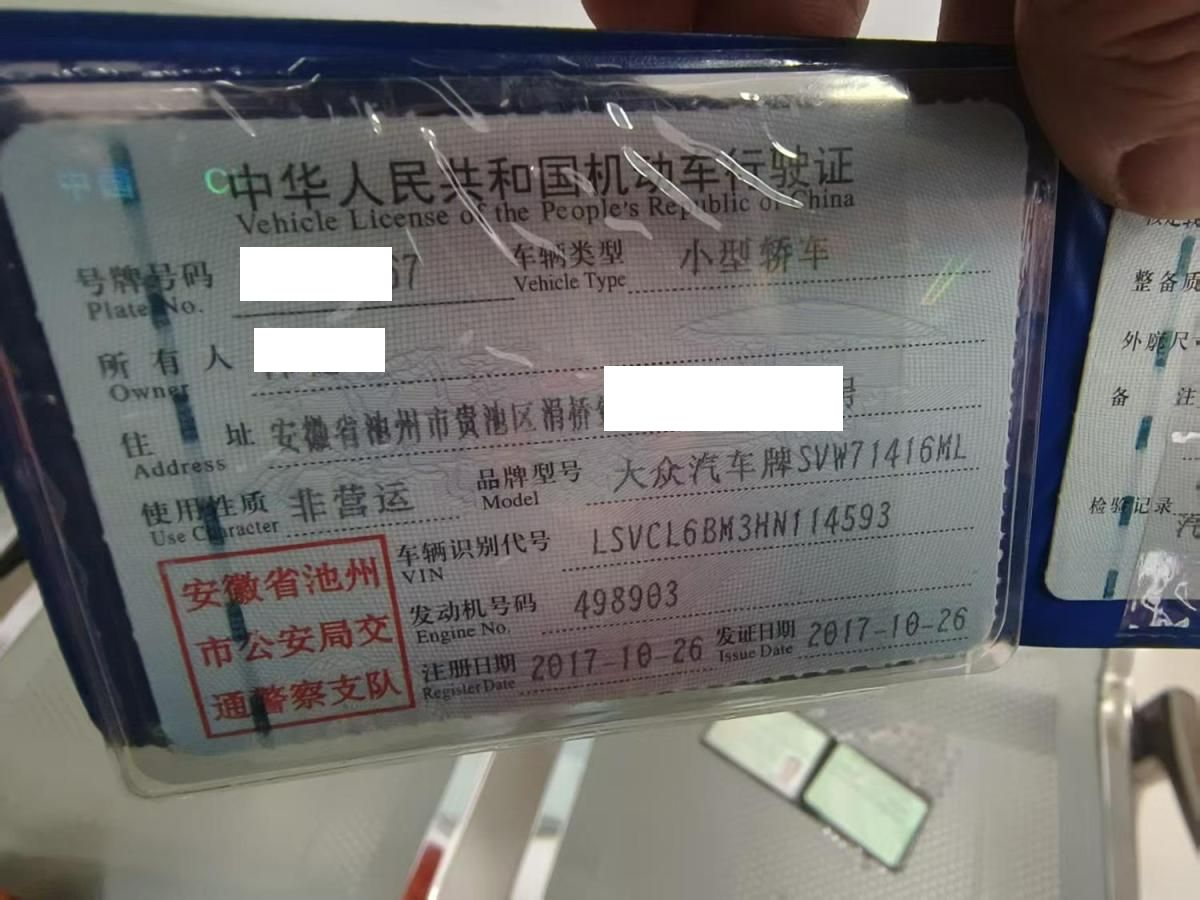 中国
C中华人民共和国机动车行驶证
Vehicle License of the People's Republic of China
号牌号码 67 车辆类型 小型轿车
Plate No. Vehicle Type
所有人
Owner
住址 安徽省池州市贵池区涓桥 号
Address
使用性质 非营运 品牌型号 大众汽车牌SVW71416ML
Use Character Model
车辆识别代号 LSVCL6BM3HN114593
VIN
发动机号码 498903
Engine No.
注册日期 2017-10-26 发证日期 2017-10-26
Register Date Issue Date
安徽省池州
市公安局交
通警察支队
整备质
外廓尺寸
备注
检验记录
汽